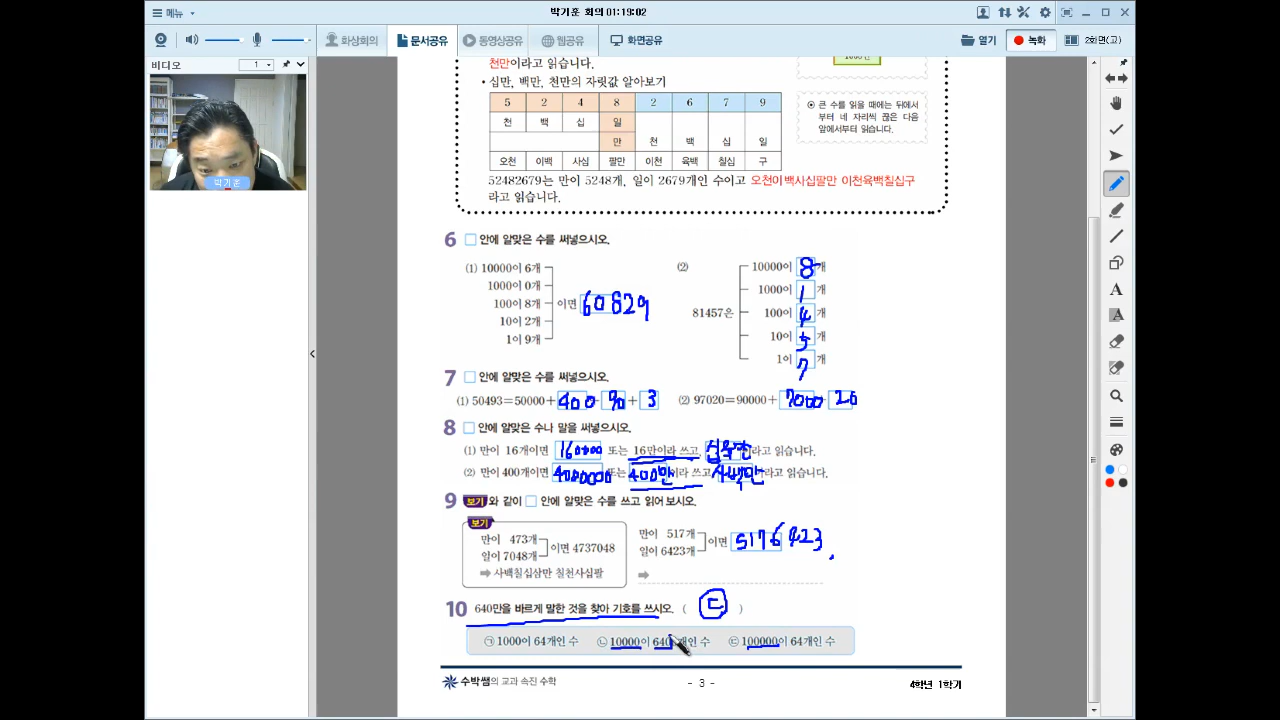 메뉴
박기훈 회의 01:19:02
화상회의 문서공유 동영상공유 웹공유 화면공유 열기 녹화 2화면(고)
비디오 1
박기훈
천만이라고 읽습니다.
• 십만, 백만, 천만의 자릿값 알아보기
5 2 4 8 2 6 7 9
천 백 십 일
만 천 백 십 일
오천 이백 사십 팔만 이천 육백 칠십 구
52482679는 만이 5248개, 일이 2679개인 수이고 오천이백사십팔만 이천육백칠십구
라고 읽습니다.
⊙ 큰 수를 읽을 때에는 뒤에서
부터 네 자리씩 끊은 다음
앞에서부터 읽습니다.
6 □ 안에 알맞은 수를 써넣으시오.
(1) 10000이 6개
1000이 0개
100이 8개
10이 2개
1이 9개
이면 60829
(2) 81457은
10000이 8개
1000이 1개
100이 4개
10이 5개
1이 7개
7 □ 안에 알맞은 수를 써넣으시오.
(1) 50493=50000+400+90+3 (2) 97020=90000+7000+20
8 □ 안에 알맞은 수나 말을 써넣으시오.
(1) 만이 16개이면 160000 또는 16만이라 쓰고, 십육만이라고 읽습니다.
(2) 만이 400개이면 4000000 또는 400만이라 쓰고 사백만이라고 읽습니다.
9 보기와 같이 □ 안에 알맞은 수를 쓰고 읽어 보시오.
보기
만이 473개
일이 7048개
이면 4737048
➡ 사백칠십삼만 칠천사십팔
만이 517개
일이 6423개
이면 5176423
➡
10 640만을 바르게 말한 것을 찾아 기호를 쓰시오. ( ㉢ )
㉠ 1000이 64개인 수 ㉡ 10000이 640개인 수 ㉢ 100000이 64개인 수
수박쌤의 교과 속진 수학 - 3 - 4학년 1학기